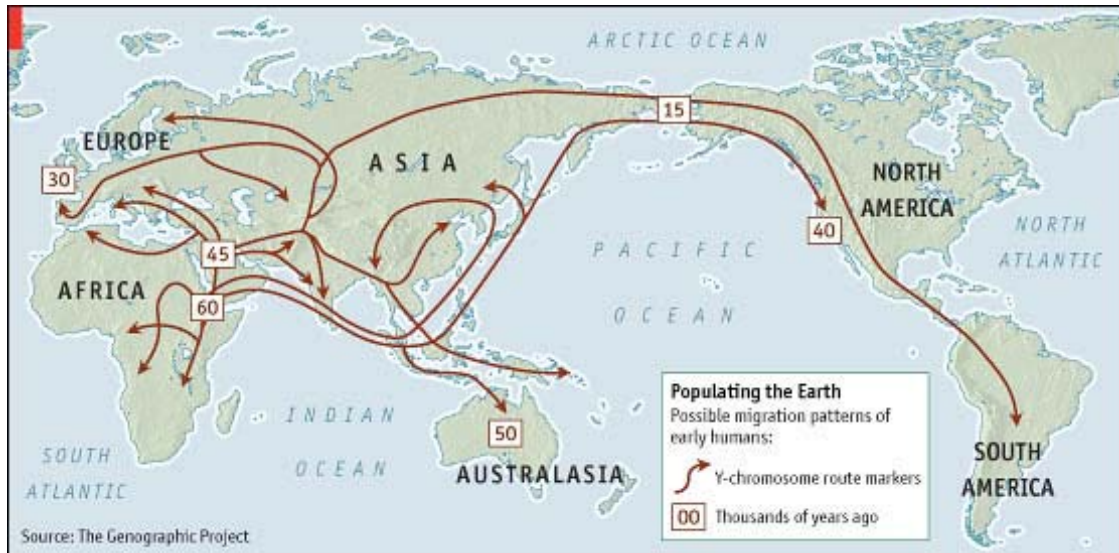 ARCTIC OCEAN
EUROPE
ASIA
15
30
NORTH
AMERICA
NORTH
ATLANTIC
45
40
PACIFIC
OCEAN
AFRICA
60
INDIAN
OCEAN
50
AUSTRALASIA
SOUTH
ATLANTIC
SOUTH
AMERICA
Populating the Earth
Possible migration patterns of
early humans:
Y-chromosome route markers
00 Thousands of years ago
Source: The Genographic Project